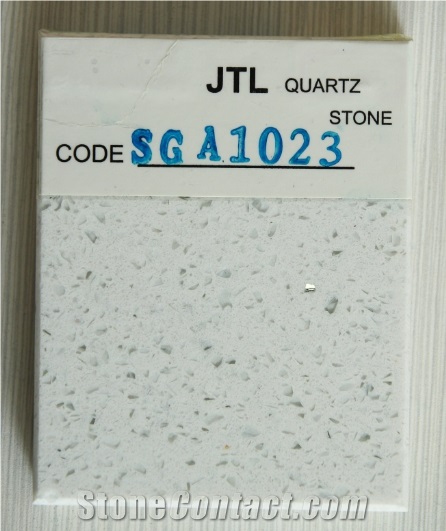 JTL QUARTZ
STONE
CODE SGA1023
StoneContact.com